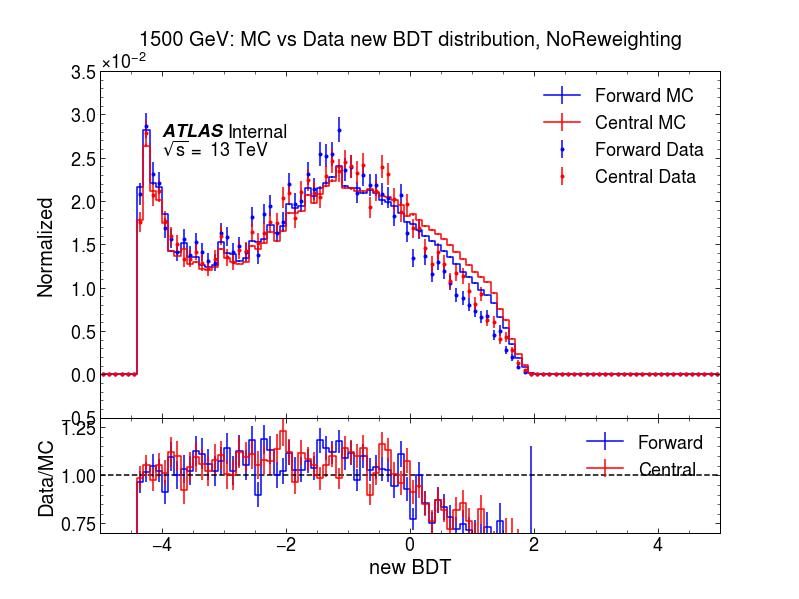 1500 GeV: MC vs Data new BDT distribution, NoReweighting
×10⁻²
3.5
3.0
2.5
2.0
1.5
1.0
0.5
0.0
0.5
Normalized
ATLAS Internal
√s = 13 TeV
Forward MC
Central MC
Forward Data
Central Data
1.25
1.00
0.75
Data/MC
Forward
Central
−4 −2 0 2 4
new BDT